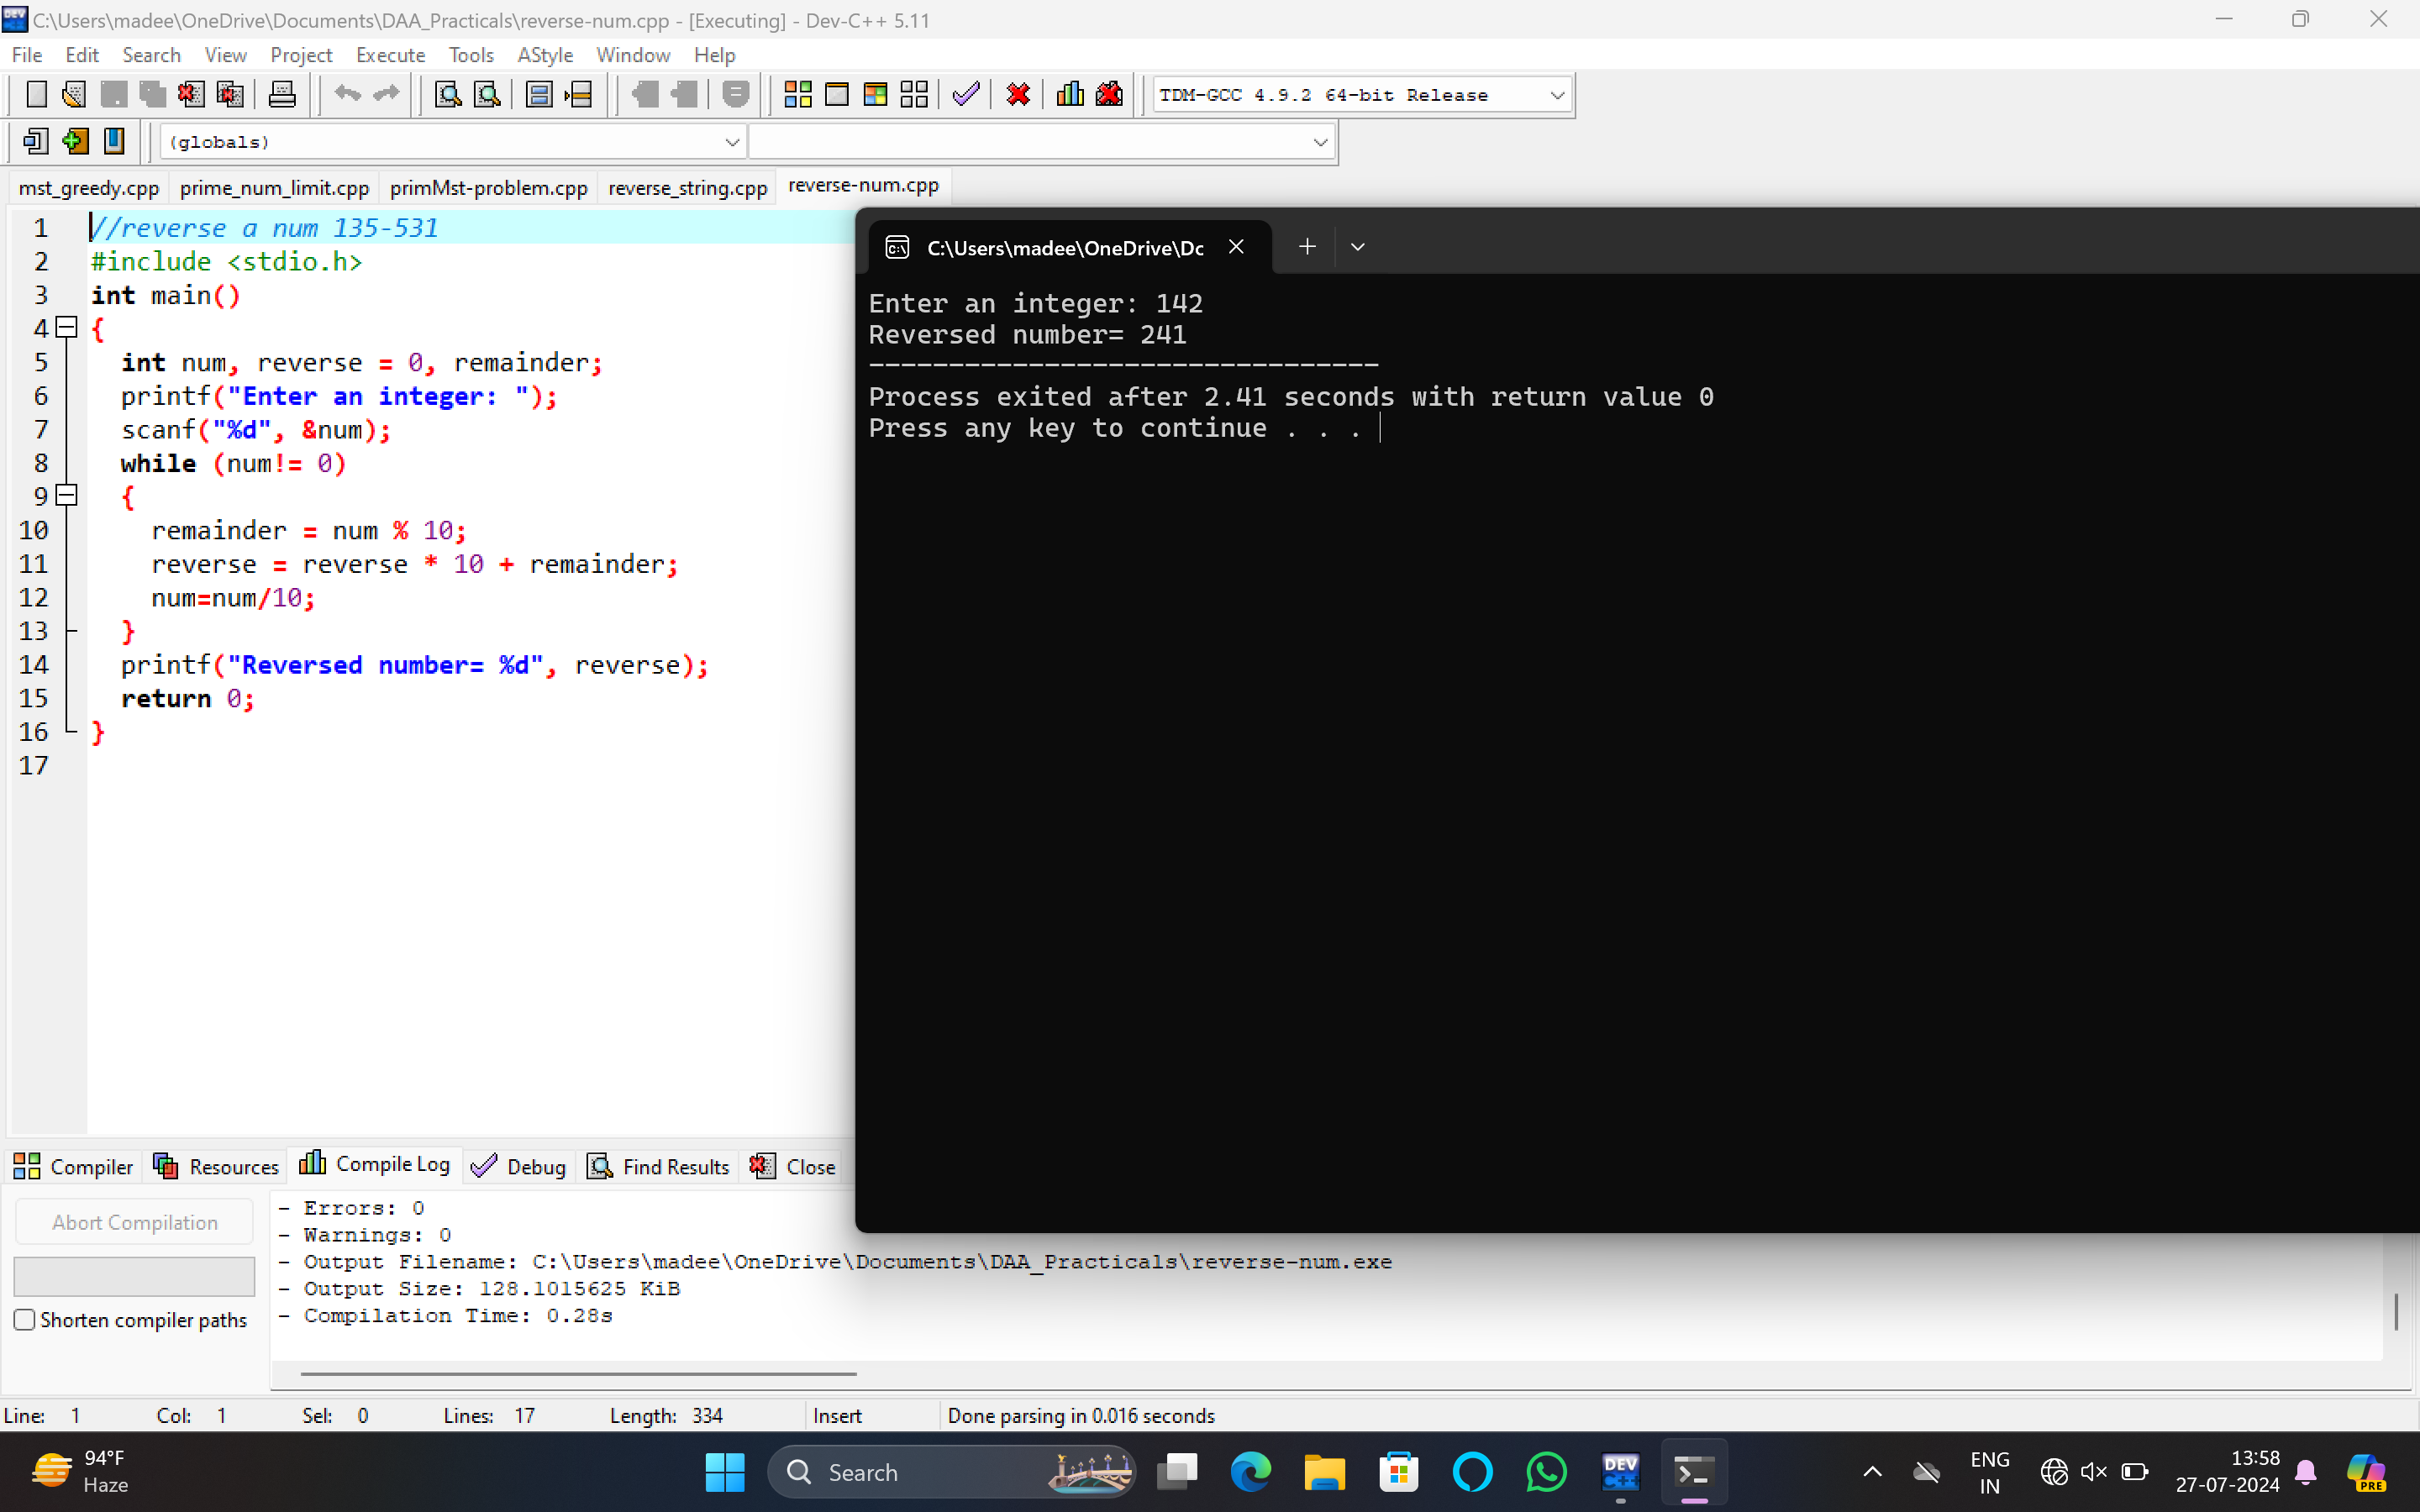 C:\Users\madee\OneDrive\Documents\DAA_Practicals\reverse-num.cpp - [Executing] - Dev-C++ 5.11
File Edit Search View Project Execute Tools AStyle Window Help
TDM-GCC 4.9.2 64-bit Release
(globals)
mst_greedy.cpp prime_num_limit.cpp primMst-problem.cpp reverse_string.cpp reverse-num.cpp
1 //reverse a num 135-531
2 #include <stdio.h>
3 int main()
4 {
5 int num, reverse = 0, remainder;
6 printf("Enter an integer: ");
7 scanf("%d", &num);
8 while (num!= 0)
9 {
10 remainder = num % 10;
11 reverse = reverse * 10 + remainder;
12 num=num/10;
13 }
14 printf("Reversed number= %d", reverse);
15 return 0;
16 }
17
C:\Users\madee\OneDrive\Dc
Enter an integer: 142
Reversed number= 241
--------------------------------
Process exited after 2.41 seconds with return value 0
Press any key to continue . . .
Compiler Resources Compile Log Debug Find Results Close
Abort Compilation
Shorten compiler paths
- Errors: 0
- Warnings: 0
- Output Filename: C:\Users\madee\OneDrive\Documents\DAA_Practicals\reverse-num.exe
- Output Size: 128.1015625 KiB
- Compilation Time: 0.28s
Line: 1 Col: 1 Sel: 0 Lines: 17 Length: 334 Insert Done parsing in 0.016 seconds
94°F
Haze
Search
DEV
C++
ENG
IN
13:58
27-07-2024
PRE